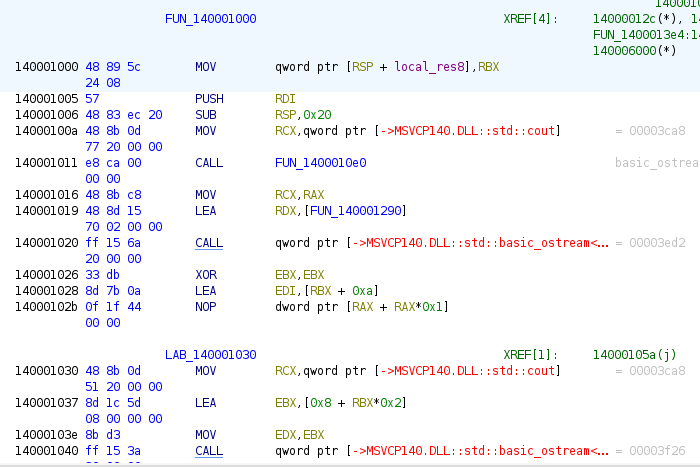 1400010
FUN_140001000 XREF[4]: 14000012c(*), 1
FUN_1400013e4:1
140006000(*)
140001000 48 89 5c MOV qword ptr [RSP + local_res8],RBX
24 08
140001005 57 PUSH RDI
140001006 48 83 ec 20 SUB RSP,0x20
14000100a 48 8b 0d MOV RCX,qword ptr [->MSVCP140.DLL::std::cout] = 00003ca8
77 20 00 00
140001011 e8 ca 00 CALL FUN_1400010e0 basic_ostrea
00 00
140001016 48 8b c8 MOV RCX,RAX
140001019 48 8d 15 LEA RDX,[FUN_140001290]
70 02 00 00
140001020 ff 15 6a CALL qword ptr [->MSVCP140.DLL::std::basic_ostream<... = 00003ed2
20 00 00
140001026 33 db XOR EBX,EBX
140001028 8d 7b 0a LEA EDI,[RBX + 0xa]
14000102b 0f 1f 44 NOP dword ptr [RAX + RAX*0x1]
00 00
LAB_140001030 XREF[1]: 14000105a(j)
140001030 48 8b 0d MOV RCX,qword ptr [->MSVCP140.DLL::std::cout] = 00003ca8
51 20 00 00
140001037 8d 1c 5d LEA EBX,[0x8 + RBX*0x2]
08 00 00 00
14000103e 8b d3 MOV EDX,EBX
140001040 ff 15 3a CALL qword ptr [->MSVCP140.DLL::std::basic_ostream<... = 00003f26